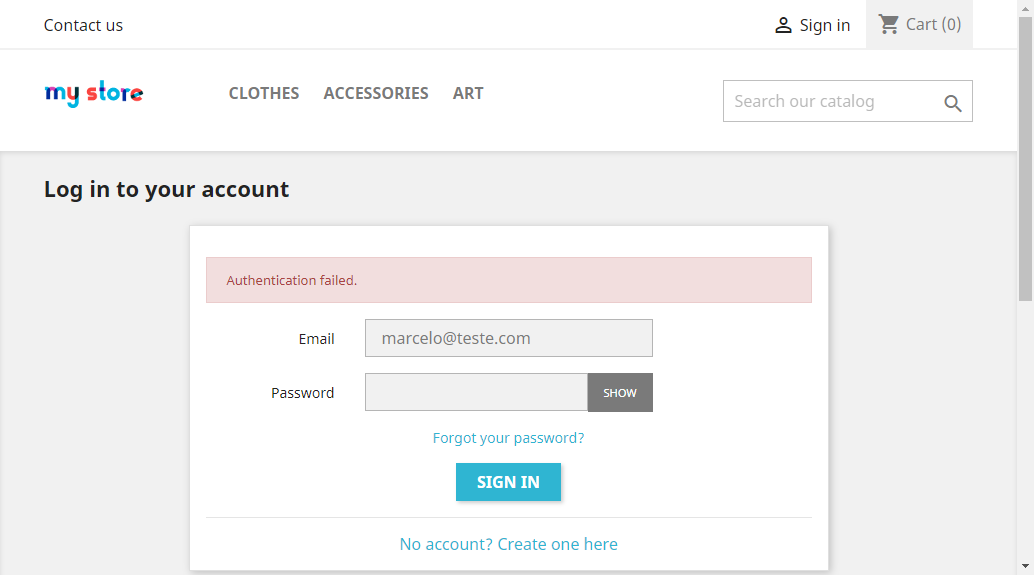 Contact us
Sign in
Cart (0)
my store
CLOTHES ACCESSORIES ART
Search our catalog
Log in to your account
Authentication failed.
Email marcelo@teste.com
Password SHOW
Forgot your password?
SIGN IN
No account? Create one here